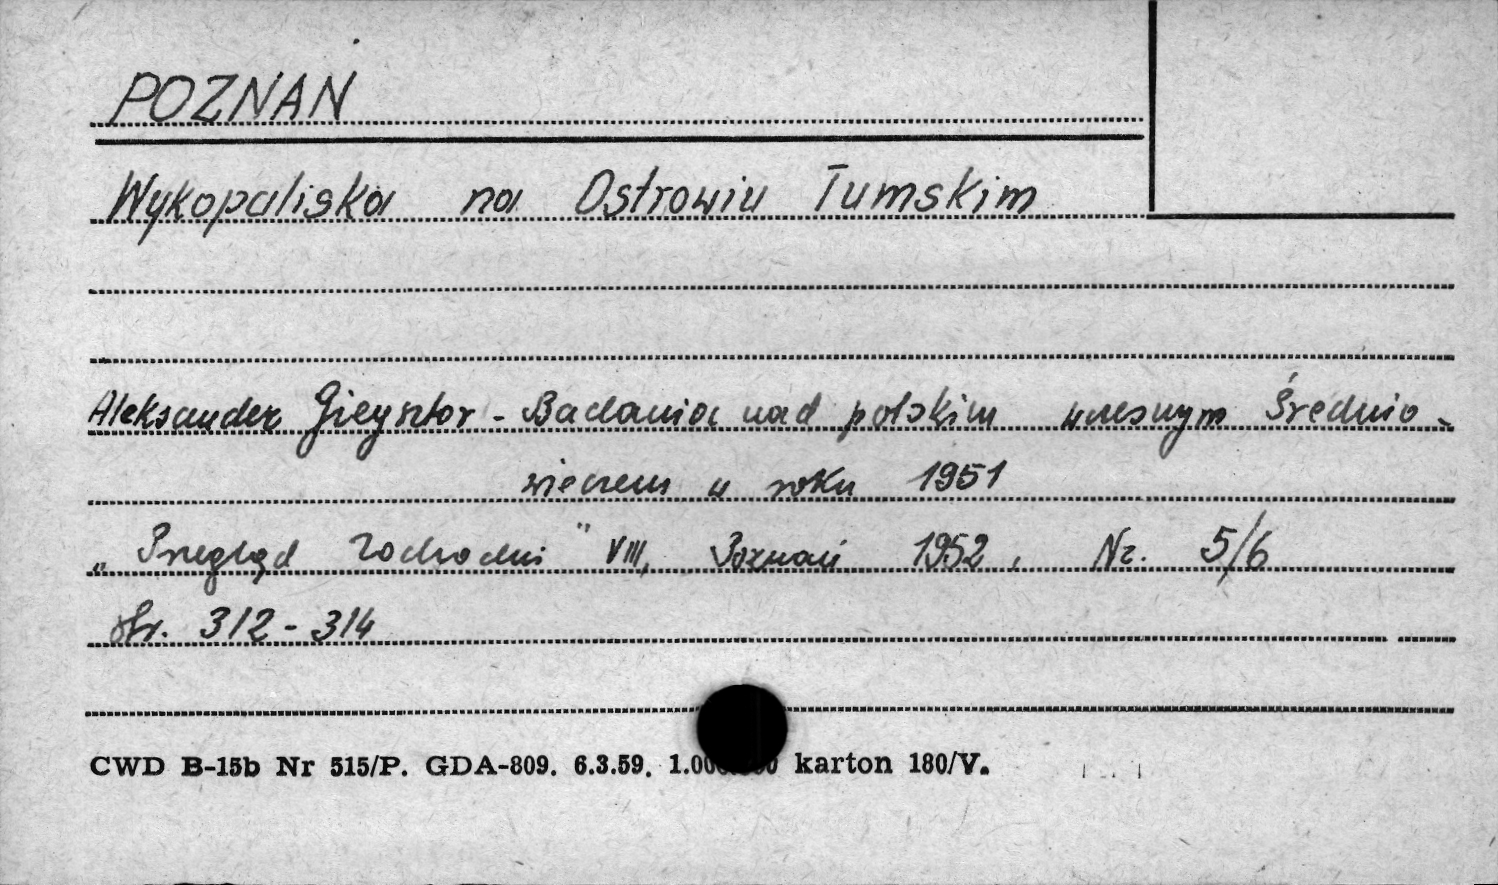 POZNAŃ
Wykopaliska na Ostrowiu Tumskim
Aleksander Gieysztor - Badania nad polskim wczesnym Średnio-
wieczem w roku 1951
„Przegląd Zachodni" VIII, Poznań 1952, Nr. 5/6
str. 312-314
CWD B-15b Nr 515/P. GDA-809. 6.3.59. karton 180/V.